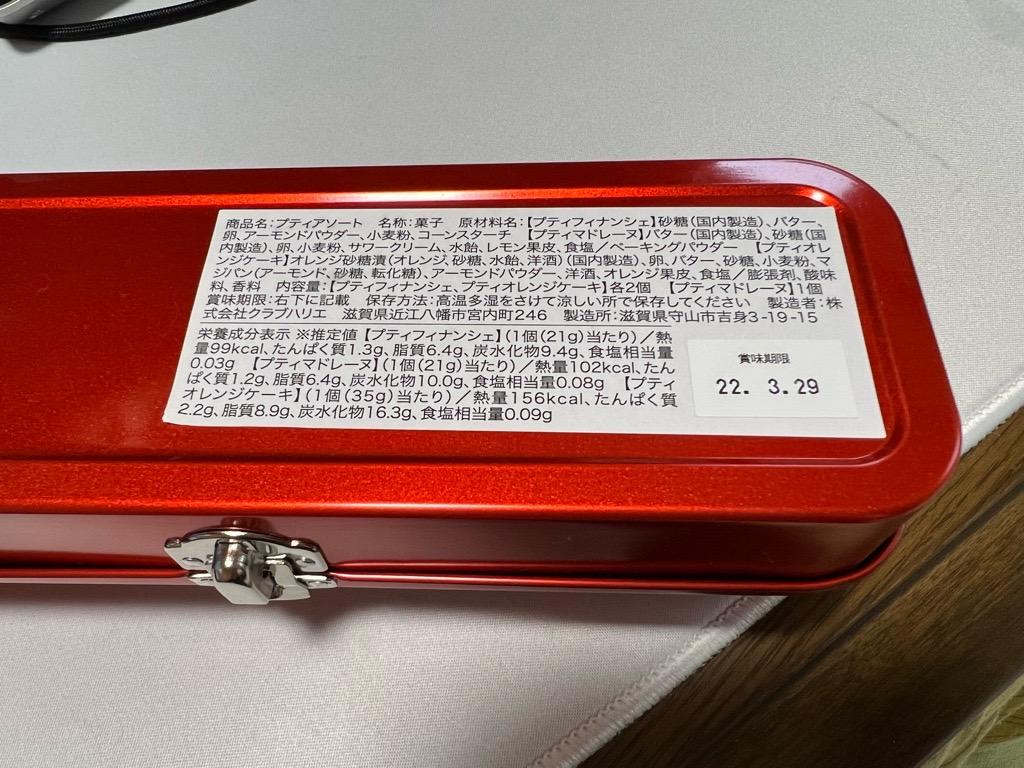 商品名:プティアソート 名称:菓子 原材料名:【プティフィナンシェ】砂糖(国内製造)、バター、
卵、アーモンドパウダー、小麦粉、コーンスターチ 【プティマドレーヌ】バター(国内製造)、砂糖(国
内製造)、卵、小麦粉、サワークリーム、水飴、レモン果皮、食塩/ベーキングパウダー 【プティオレ
ンジケーキ】オレンジ砂糖漬(オレンジ、砂糖、水飴、洋酒)(国内製造)、卵、バター、砂糖、小麦粉、マ
ジパン(アーモンド、砂糖、転化糖)、アーモンドパウダー、洋酒、オレンジ果皮、食塩/膨張剤、酸味
料、香料 内容量:【プティフィナンシェ、プティオレンジケーキ】各2個 【プティマドレーヌ】1個
賞味期限:右下に記載 保存方法:高温多湿をさけて涼しい所で保存してください 製造者:株
式会社クラブハリエ 滋賀県近江八幡市宮内町246 製造所:滋賀県守山市吉身3-19-15
栄養成分表示 ※推定値【プティフィナンシェ】(1個(21g)当たり)/熱
量99kcal、たんぱく質1.3g、脂質6.4g、炭水化物9.4g、食塩相当量
0.03g 【プティマドレーヌ】(1個(21g)当たり)/熱量102kcal、たん
ぱく質1.2g、脂質6.4g、炭水化物10.0g、食塩相当量0.08g 【プティ
オレンジケーキ】(1個(35g)当たり)/熱量156kcal、たんぱく質
2.2g、脂質8.9g、炭水化物16.3g、食塩相当量0.09g
賞味期限
22. 3.29